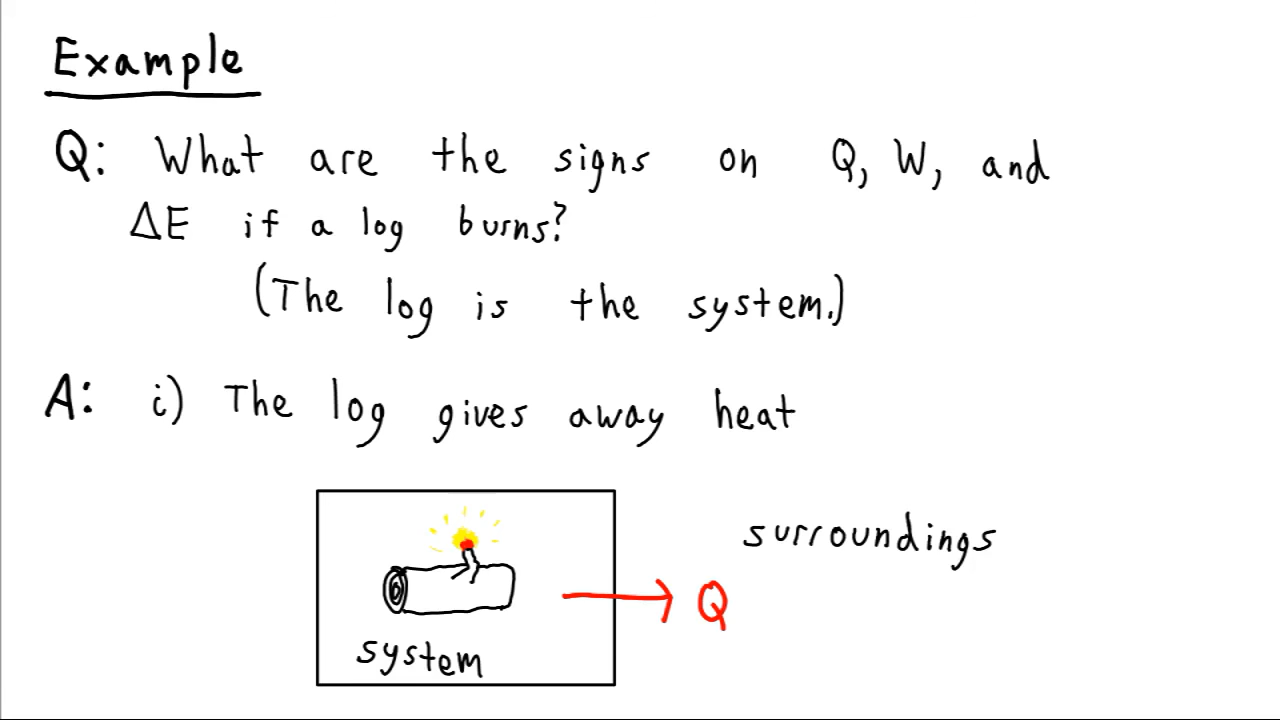 Example
Q: What are the signs on Q, W, and
ΔE if a log burns?
(The log is the system.)
A: i) The log gives away heat
surroundings
Q
system